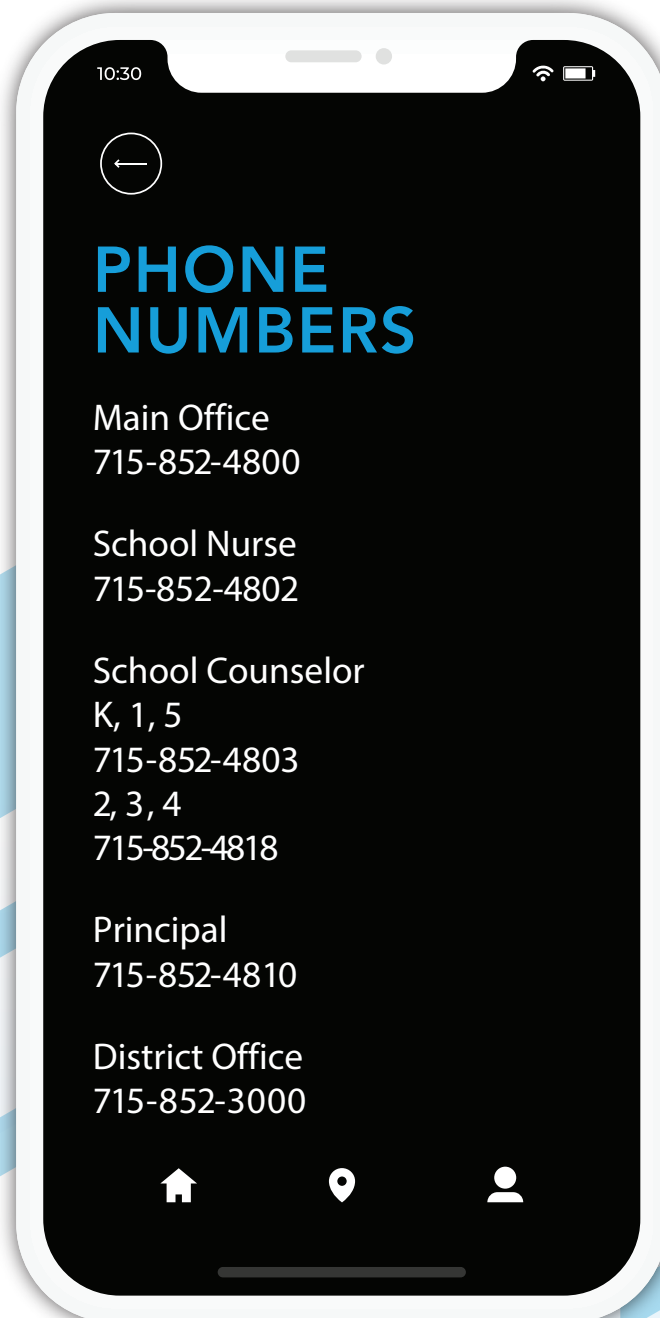 10:30
PHONE
NUMBERS
Main Office
715-852-4800
School Nurse
715-852-4802
School Counselor
K, 1, 5
715-852-4803
2, 3, 4
715-852-4818
Principal
715-852-4810
District Office
715-852-3000